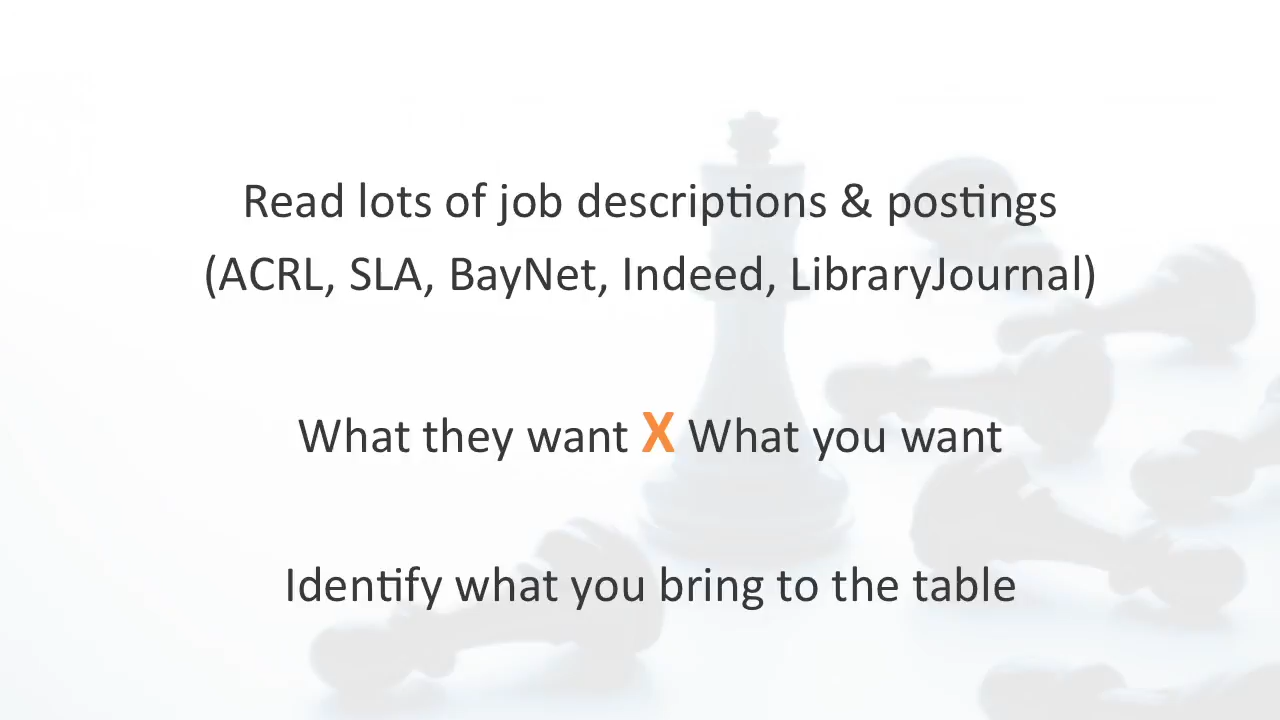 Read lots of job descriptions & postings
(ACRL, SLA, BayNet, Indeed, LibraryJournal)
What they want X What you want
Identify what you bring to the table